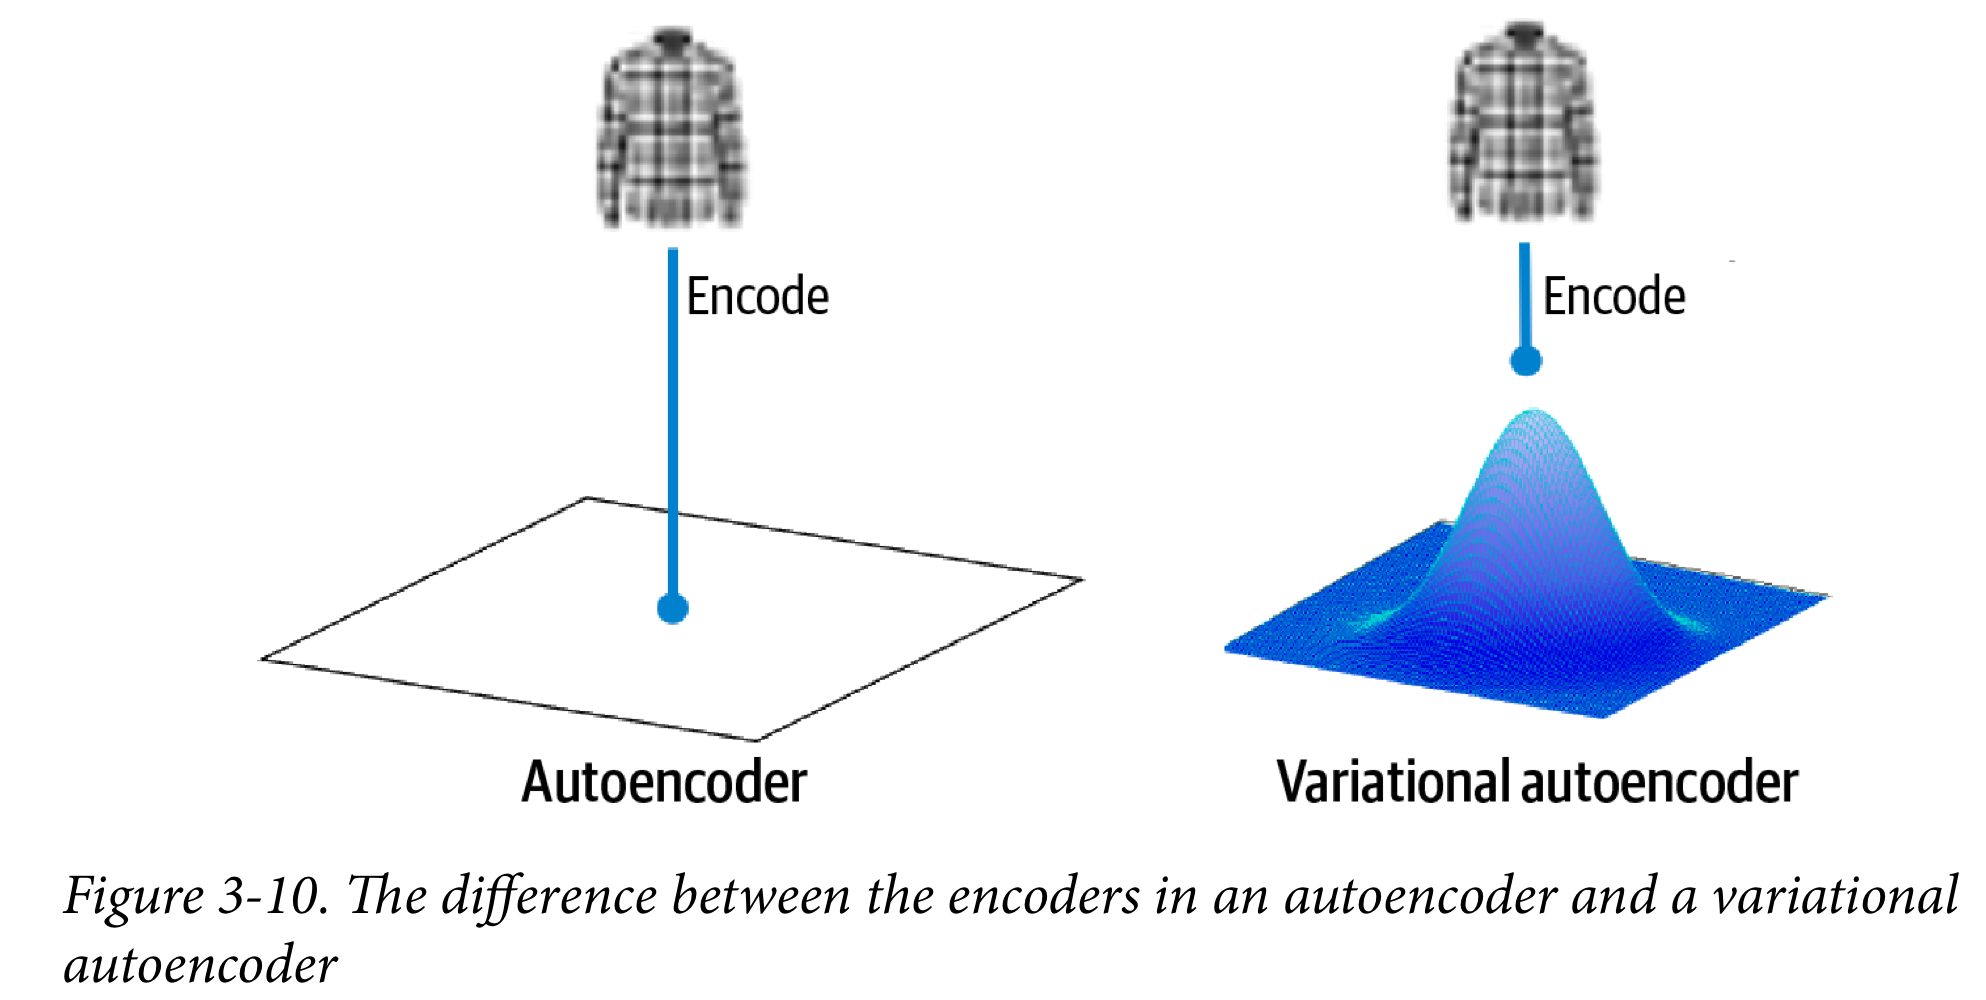 Encode
Encode
Autoencoder
Variational autoencoder
Figure 3-10. The difference between the encoders in an autoencoder and a variational
autoencoder